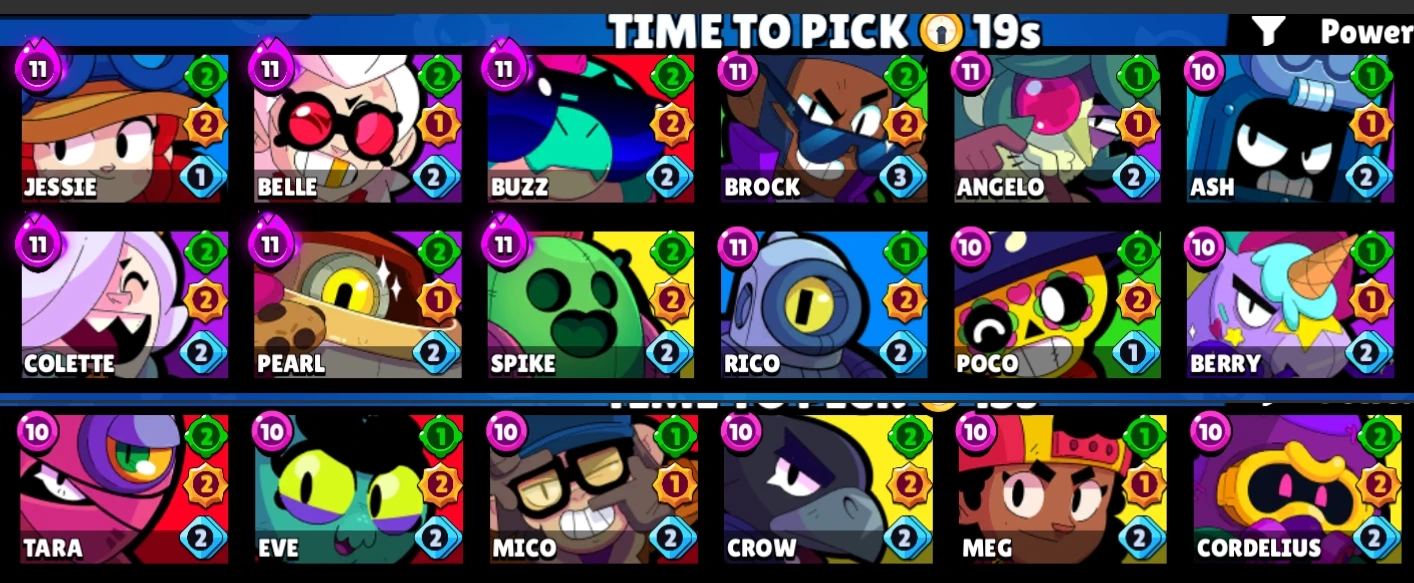 TIME TO PICK 19s Power
11 2 11 2 11 2 11 2 11 1 10 1
2 1 2 2 1 1
JESSIE 1 BELLE 2 BUZZ 2 BROCK 3 ANGELO 2 ASH 2
11 2 11 2 11 2 11 1 10 2 10 2
2 1 2 2 2 1
COLETTE 2 PEARL 2 SPIKE 2 RICO 2 POCO 1 BERRY 2
10 2 10 1 10 1 10 2 10 1 10 2
2 2 1 2 1 2
TARA 2 EVE 2 MICO 2 CROW 2 MEG 2 CORDELIUS 2